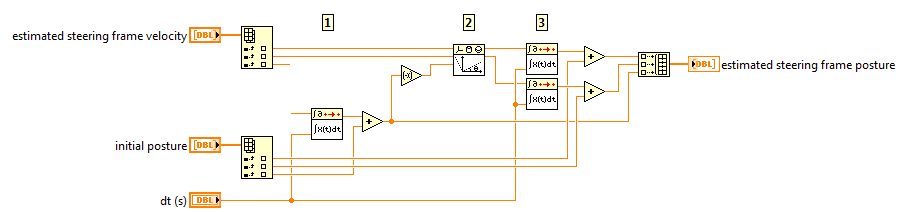 1
2
3
estimated steering frame velocity
DBL
∫∂
∫x(t)dt
∫∂
∫x(t)dt
∫∂
∫x(t)dt
+
+
+
DBL
estimated steering frame posture
initial posture
DBL
dt (s)
DBL